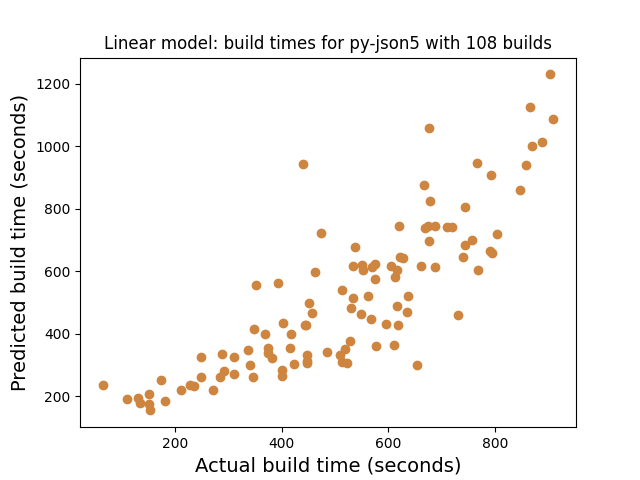 Linear model: build times for py-json5 with 108 builds
Predicted build time (seconds)
1200
1000
800
600
400
200
200 400 600 800
Actual build time (seconds)